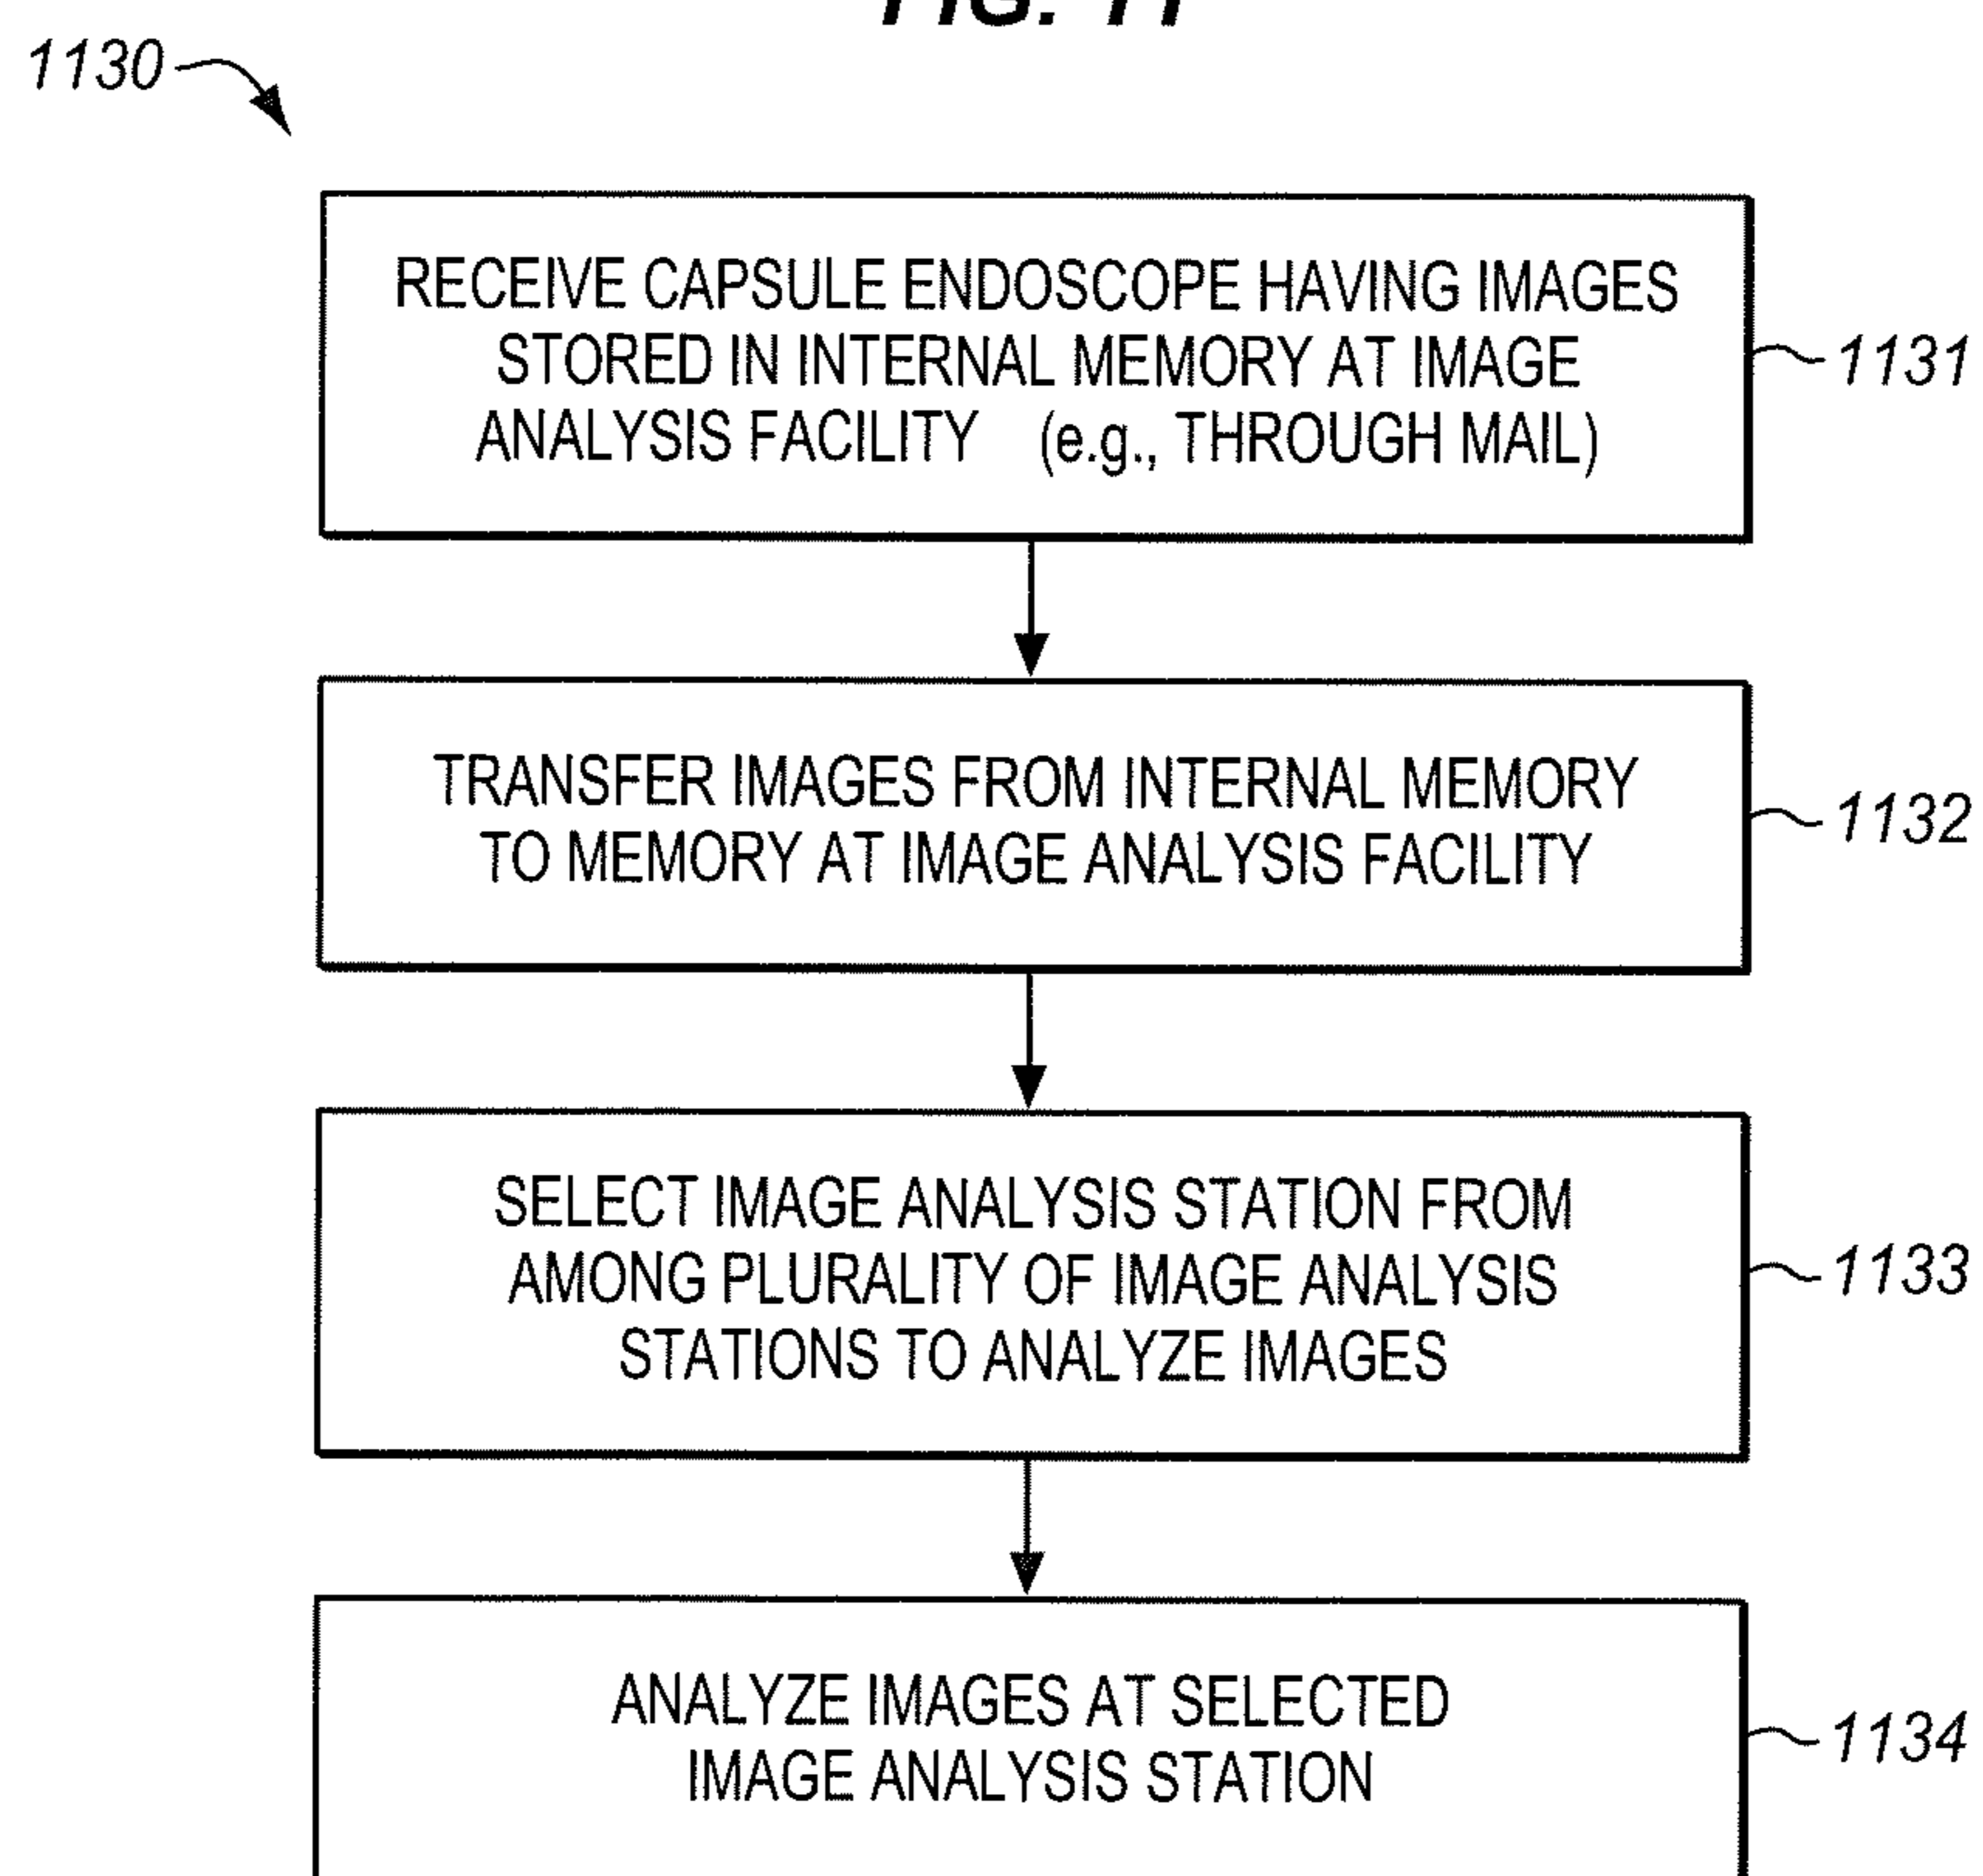 FIG. 11
1130
RECEIVE CAPSULE ENDOSCOPE HAVING IMAGES
STORED IN INTERNAL MEMORY AT IMAGE
ANALYSIS FACILITY (e.g., THROUGH MAIL)
1131
TRANSFER IMAGES FROM INTERNAL MEMORY
TO MEMORY AT IMAGE ANALYSIS FACILITY
1132
SELECT IMAGE ANALYSIS STATION FROM
AMONG PLURALITY OF IMAGE ANALYSIS
STATIONS TO ANALYZE IMAGES
1133
ANALYZE IMAGES AT SELECTED
IMAGE ANALYSIS STATION
1134